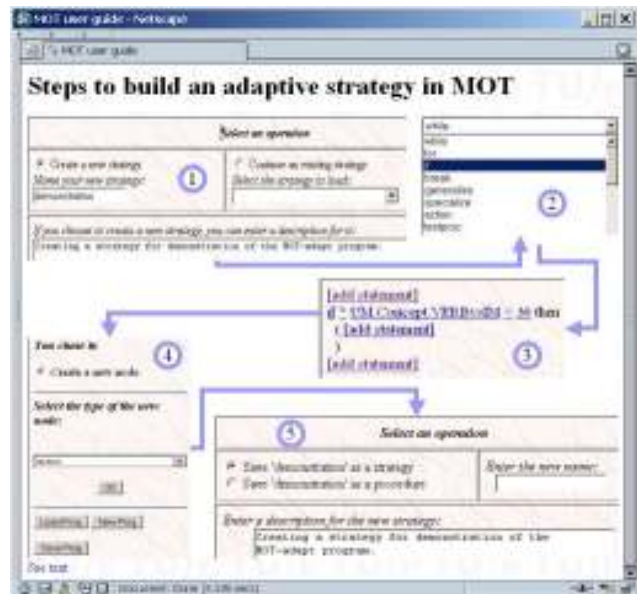 MOT user guide - Netscape
MOT user guide
Steps to build an adaptive strategy in MOT
Select an operation
Create a new strategy
Name your new strategy:
demonstration
Continue an existing strategy
Select the strategy to load:
If you choose to create a new strategy, you can enter a description for it:
Creating a strategy for demonstration of the MOT-adapt program.
1
while
while
for
break
generalize
specialize
action
2
[add statement]
then
( [add statement]
)
[add statement]
3
You chose to
Create a new node
Select the type of the new
node:
4
OK
Select an operation
5
Save 'demonstration' as a strategy
Save 'demonstration' as a procedure
Enter the new name:
Enter a description for the new strategy:
Creating a strategy for demonstration of the
MOT-adapt program.
Document: Done